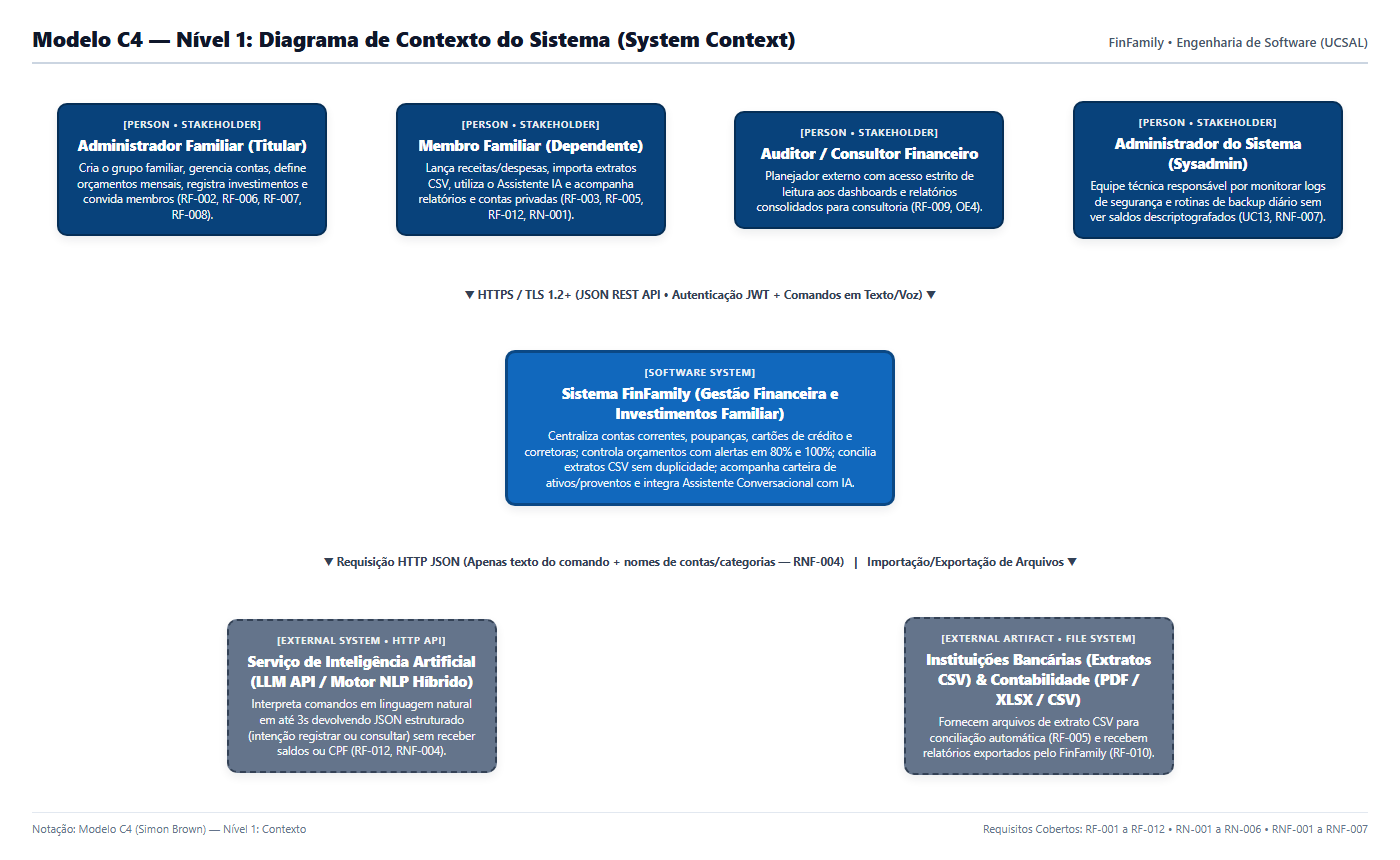 Modelo C4 — Nível 1: Diagrama de Contexto do Sistema (System Context)
FinFamily • Engenharia de Software (UCSAL)
[PERSON • STAKEHOLDER]
Administrador Familiar (Titular)
Cria o grupo familiar, gerencia contas, define
orçamentos mensais, registra investimentos e
convida membros (RF-002, RF-006, RF-007,
RF-008).
[PERSON • STAKEHOLDER]
Membro Familiar (Dependente)
Lança receitas/despesas, importa extratos
CSV, utiliza o Assistente IA e acompanha
relatórios e contas privadas (RF-003, RF-005,
RF-012, RN-001).
[PERSON • STAKEHOLDER]
Auditor / Consultor Financeiro
Planejador externo com acesso estrito de
leitura aos dashboards e relatórios
consolidados para consultoria (RF-009, OE4).
[PERSON • STAKEHOLDER]
Administrador do Sistema
(Sysadmin)
Equipe técnica responsável por monitorar logs
de segurança e rotinas de backup diário sem
ver saldos descriptografados (UC13, RNF-007).
▼ HTTPS / TLS 1.2+ (JSON REST API • Autenticação JWT + Comandos em Texto/Voz) ▼
[SOFTWARE SYSTEM]
Sistema FinFamily (Gestão Financeira e
Investimentos Familiar)
Centraliza contas correntes, poupanças, cartões de crédito e
corretoras; controla orçamentos com alertas em 80% e 100%; concilia
extratos CSV sem duplicidade; acompanha carteira de
ativos/proventos e integra Assistente Conversacional com IA.
▼ Requisição HTTP JSON (Apenas texto do comando + nomes de contas/categorias — RNF-004) | Importação/Exportação de Arquivos ▼
[EXTERNAL SYSTEM • HTTP API]
Serviço de Inteligência Artificial
(LLM API / Motor NLP Híbrido)
Interpreta comandos em linguagem natural
em até 3s devolvendo JSON estruturado
(intenção registrar ou consultar) sem receber
saldos ou CPF (RF-012, RNF-004).
[EXTERNAL ARTIFACT • FILE SYSTEM]
Instituições Bancárias (Extratos
CSV) & Contabilidade (PDF /
XLSX / CSV)
Fornecem arquivos de extrato CSV para
conciliação automática (RF-005) e recebem
relatórios exportados pelo FinFamily (RF-010).
Notação: Modelo C4 (Simon Brown) — Nível 1: Contexto
Requisitos Cobertos: RF-001 a RF-012 • RN-001 a RN-006 • RNF-001 a RNF-007